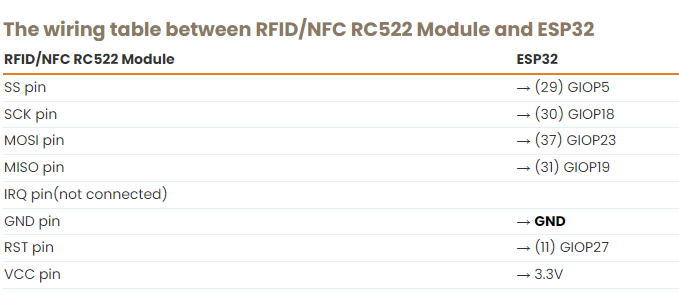 The wiring table between RFID/NFC RC522 Module and ESP32
RFID/NFC RC522 Module ESP32
SS pin → (29) GIOP5
SCK pin → (30) GIOP18
MOSI pin → (37) GIOP23
MISO pin → (31) GIOP19
IRQ pin(not connected)
GND pin → GND
RST pin → (11) GIOP27
VCC pin → 3.3V